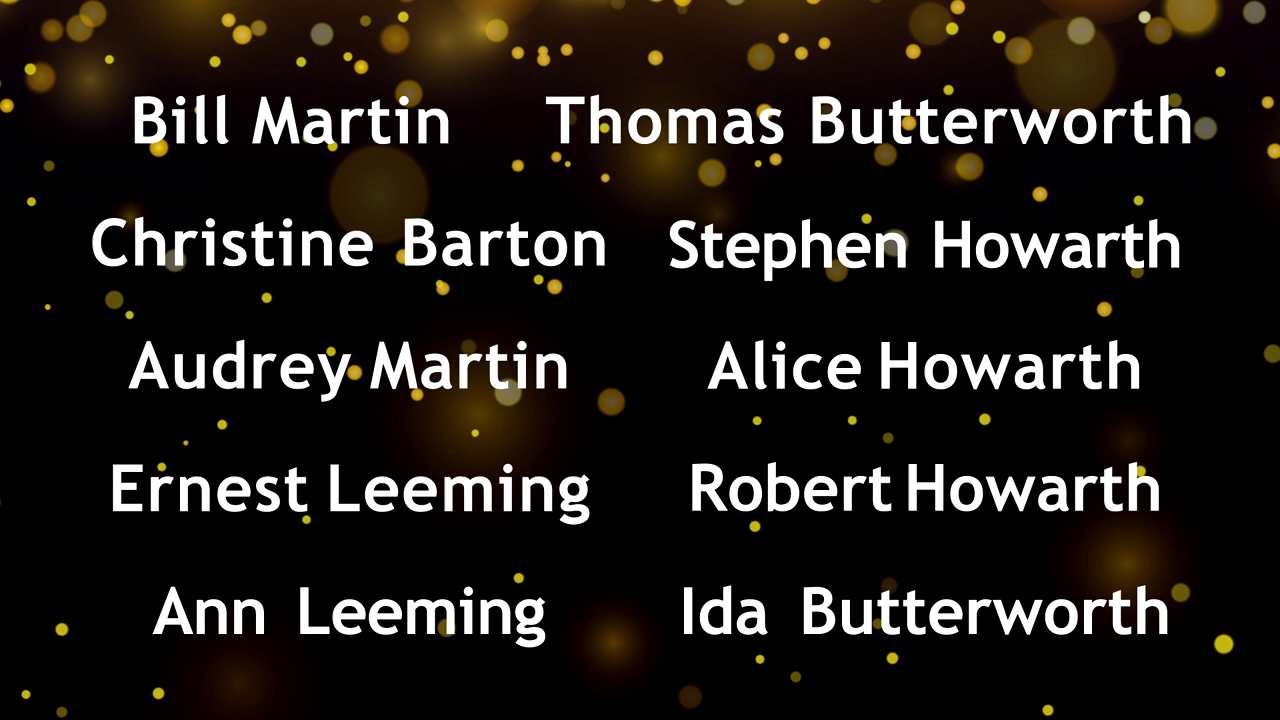 Bill Martin Thomas Butterworth
Christine Barton Stephen Howarth
Audrey Martin Alice Howarth
Ernest Leeming Robert Howarth
Ann Leeming Ida Butterworth